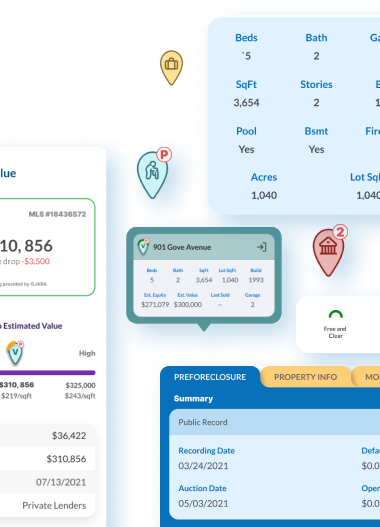 Beds Bath Ga
`5 2
SqFt Stories B
3,654 2 1
Pool Bsmt Fire
Yes Yes
Acres Lot Sq
1,040 1,040
lue
MLS #18436572
10, 856
e drop -$3,500
g provided by GJARA
P
2
V
901 Gove Avenue
Beds Bath SqFt Lot SqFt Build
5 2 3,654 1,040 1993
Est. Equity Est. Value Last Sold Garage
$271,079 $300,000 -- 2
Free and
Clear
o Estimated Value
V
High
$310, 856 $325,000
$219/sqft $243/sqft
$36,422
$310,856
07/13/2021
Private Lenders
PREFORECLOSURE PROPERTY INFO MO
Summary
Public Record
Recording Date Defau
03/24/2021 $0.0
Auction Date Open
05/03/2021 $0.0